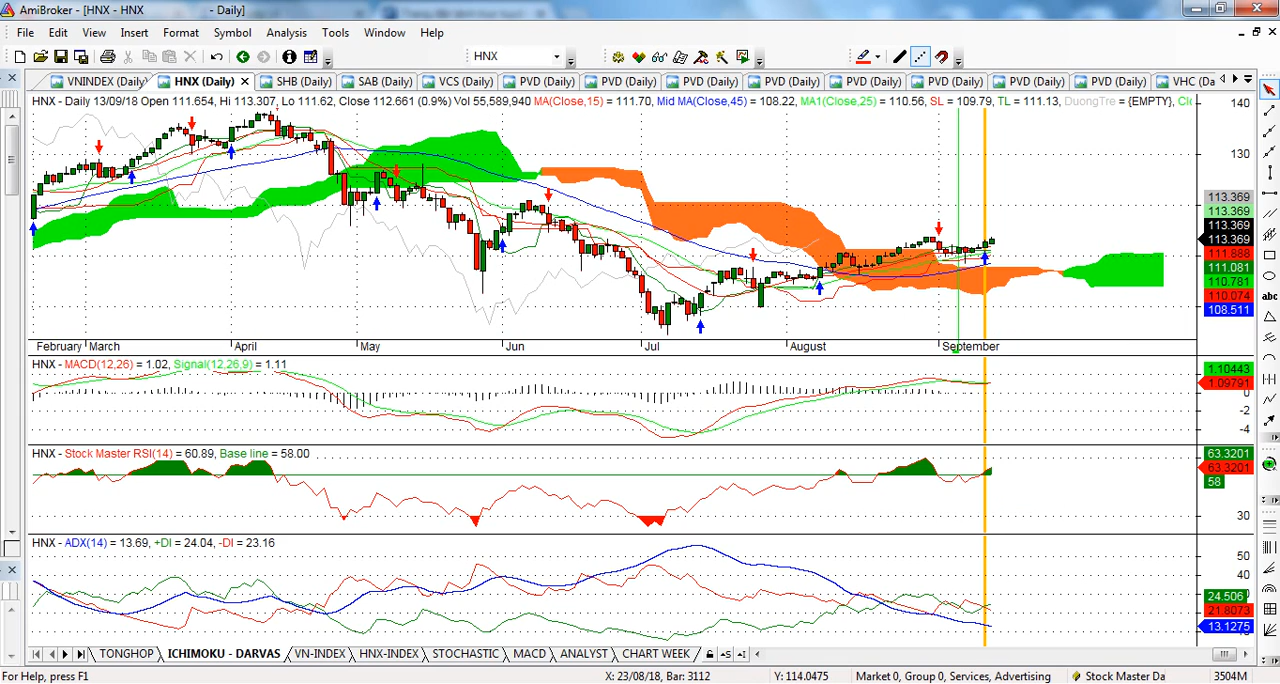 AmiBroker - [HNX - HNX - Daily]
File Edit View Insert Format Symbol Analysis Tools Window Help
HNX
VNINDEX (Daily) HNX (Daily) SHB (Daily) SAB (Daily) VCS (Daily) PVD (Daily) PVD (Daily) PVD (Daily) PVD (Daily) PVD (Daily) PVD (Daily) PVD (Daily) PVD (Daily) VHC (Da
HNX - Daily 13/09/18 Open 111.654, Hi 113.307, Lo 111.62, Close 112.661 (0.9%) Vol 55,589,940 MA(Close,15) = 111.70, Mid MA(Close,45) = 108.22, MA1(Close,25) = 110.56, SL = 109.79, TL = 111.13, DuongTre = {EMPTY}, Cl
140
130
113.369
113.369
113.369
113.369
111.888
111.081
110.781
110.074
108.511
February March April May Jun Jul August September
HNX - MACD(12,26) = 1.02, Signal(12,26,9) = 1.11
1.10443
1.09791
0
-2
-4
HNX - Stock Master RSI(14) = 60.89, Base line = 58.00
63.3201
63.3201
58
30
HNX - ADX(14) = 13.69, +DI = 24.04, -DI = 23.16
50
40
24.506
21.8073
13.1275
abc
TONGHOP ICHIMOKU - DARVAS VN-INDEX HNX-INDEX STOCHASTIC MACD ANALYST CHART WEEK
For Help, press F1 X: 23/08/18, Bar: 3112 Y: 114.0475 Market 0, Group 0, Services, Advertising Stock Master Da 3504M